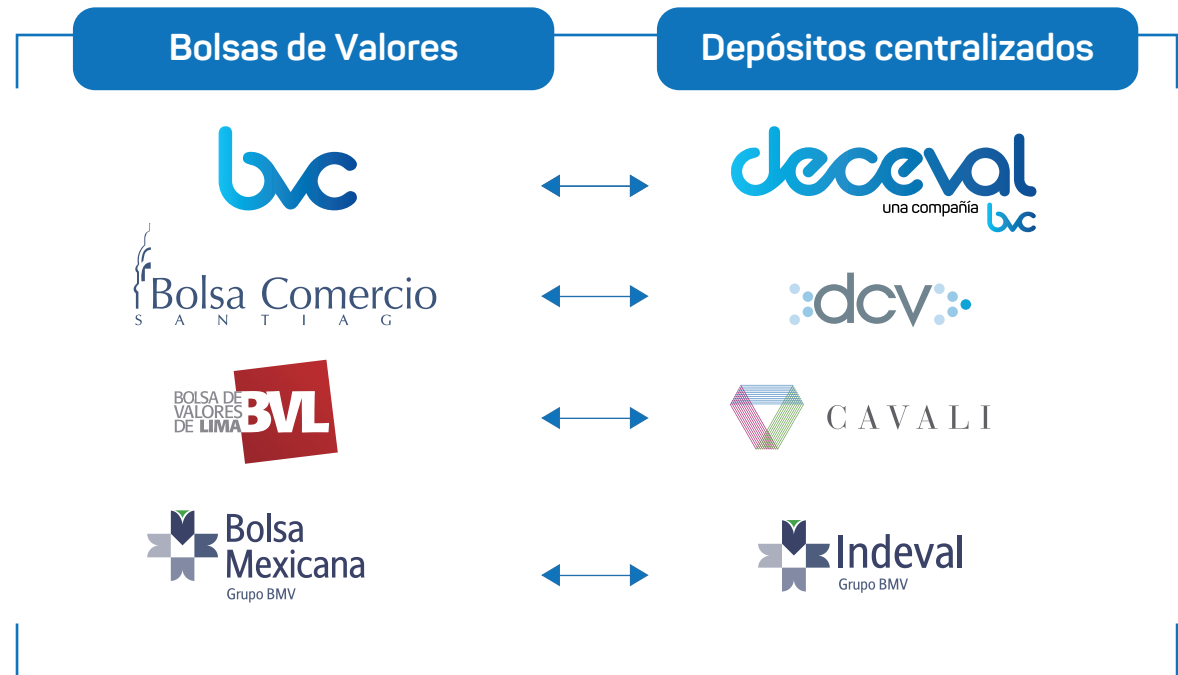 Bolsas de Valores
Depósitos centralizados
bvc
deceval
una compañía bvc
Bolsa Comercio
SANTIAG
dcv
BOLSA DE
VALORES
DE LIMA
BVL
CAVALI
Bolsa
Mexicana
Grupo BMV
Indeval
Grupo BMV